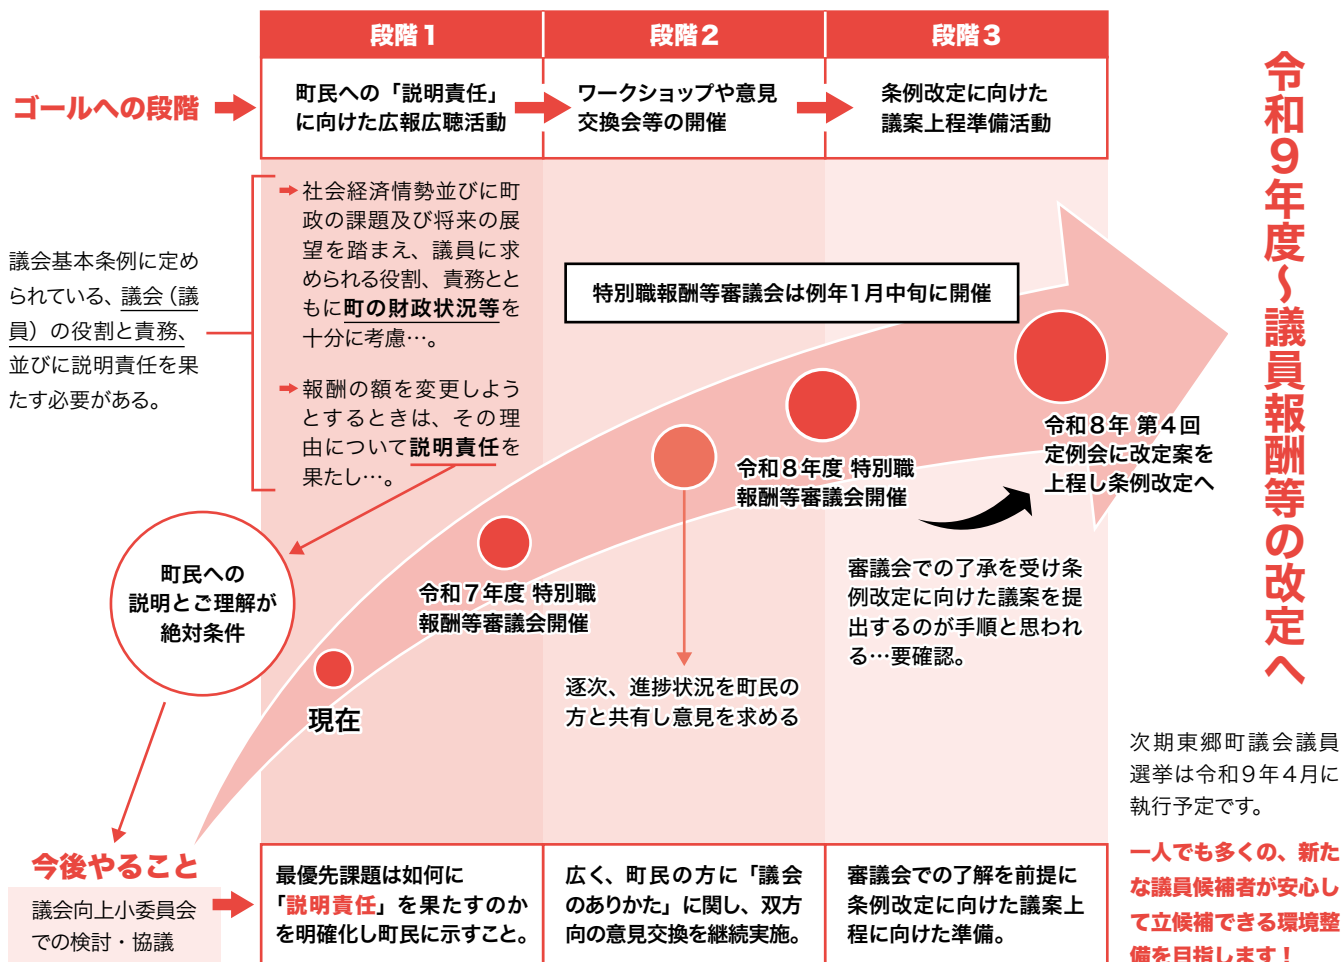 段階1
段階2
段階3
ゴールへの段階
町民への「説明責任」
に向けた広報広聴活動
ワークショップや意見
交換会等の開催
条例改定に向けた
議案上程準備活動
令和9年度～議員報酬等の改定へ
社会経済情勢並びに町
政の課題及び将来の展
望を踏まえ、議員に求
められる役割、責務とと
もに町の財政状況等を
十分に考慮…。
報酬の額を変更しよう
とするときは、その理
由について説明責任を
果たし…。
議会基本条例に定め
られている、議会（議
員）の役割と責務、
並びに説明責任を果
たす必要がある。
特別職報酬等審議会は例年1月中旬に開催
令和8年 第4回
定例会に改定案を
上程し条例改定へ
令和8年度 特別職
報酬等審議会開催
令和7年度 特別職
報酬等審議会開催
審議会での了承を受け条
例改定に向けた議案を提
出するのが手順と思われ
る…要確認。
町民への
説明とご理解が
絶対条件
現在
逐次、進捗状況を町民の
方と共有し意見を求める
次期東郷町議会議員
選挙は令和9年4月に
執行予定です。
一人でも多くの、新た
な議員候補者が安心し
て立候補できる環境整
備を目指します！
今後やること
議会向上小委員会
での検討・協議
最優先課題は如何に
「説明責任」を果たすのか
を明確化し町民に示すこと。
広く、町民の方に「議会
のありかた」に関し、双方
向の意見交換を継続実施。
審議会での了解を前提に
条例改定に向けた議案上
程に向けた準備。